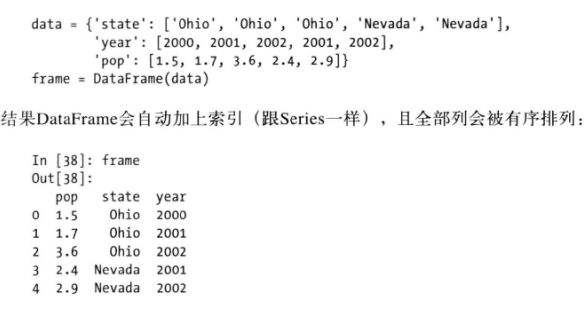 data = {'state': ['Ohio', 'Ohio', 'Ohio', 'Nevada', 'Nevada'],
        'year': [2000, 2001, 2002, 2001, 2002],
        'pop': [1.5, 1.7, 3.6, 2.4, 2.9]}
frame = DataFrame(data)
结果DataFrame会自动加上索引（跟Series一样），且全部列会被有序排列：
In [38]: frame
Out[38]:
   pop   state  year
0  1.5    Ohio  2000
1  1.7    Ohio  2001
2  3.6    Ohio  2002
3  2.4  Nevada  2001
4  2.9  Nevada  2002